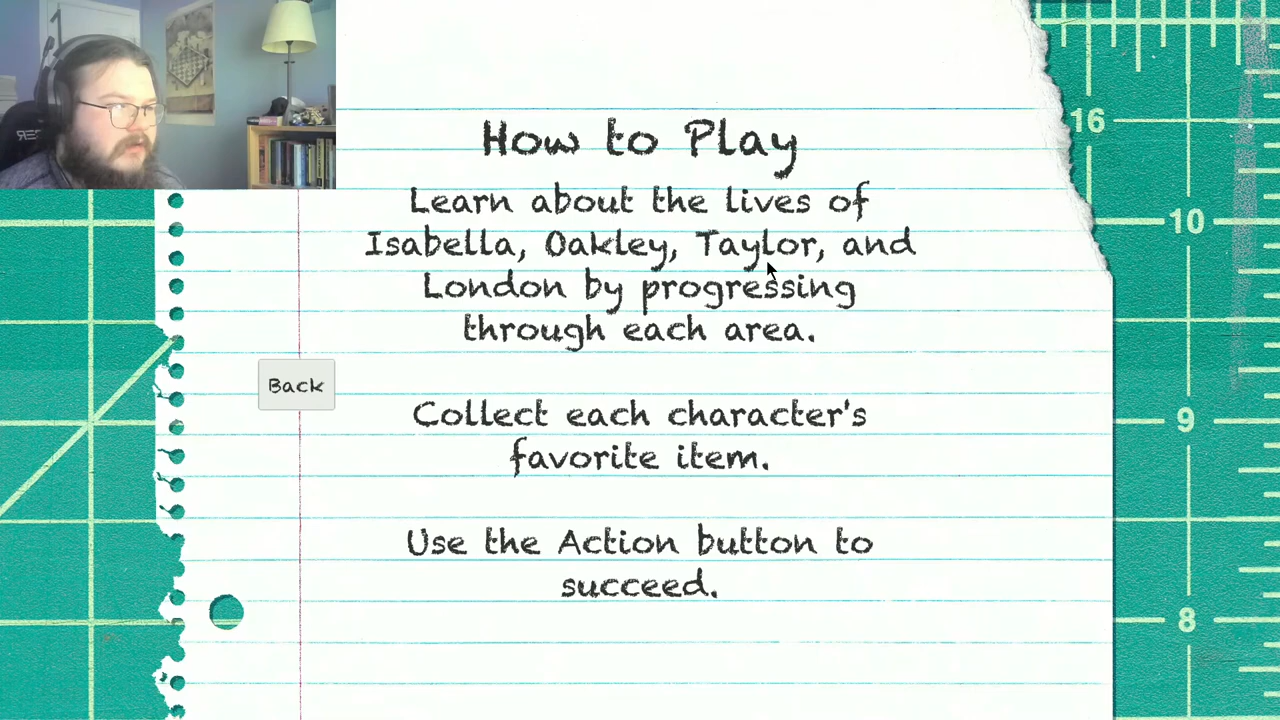 How to Play
Learn about the lives of
Isabella, Oakley, Taylor, and
London by progressing
through each area.
Back
Collect each character's
favorite item.
Use the Action button to
succeed.
16
10
9
8